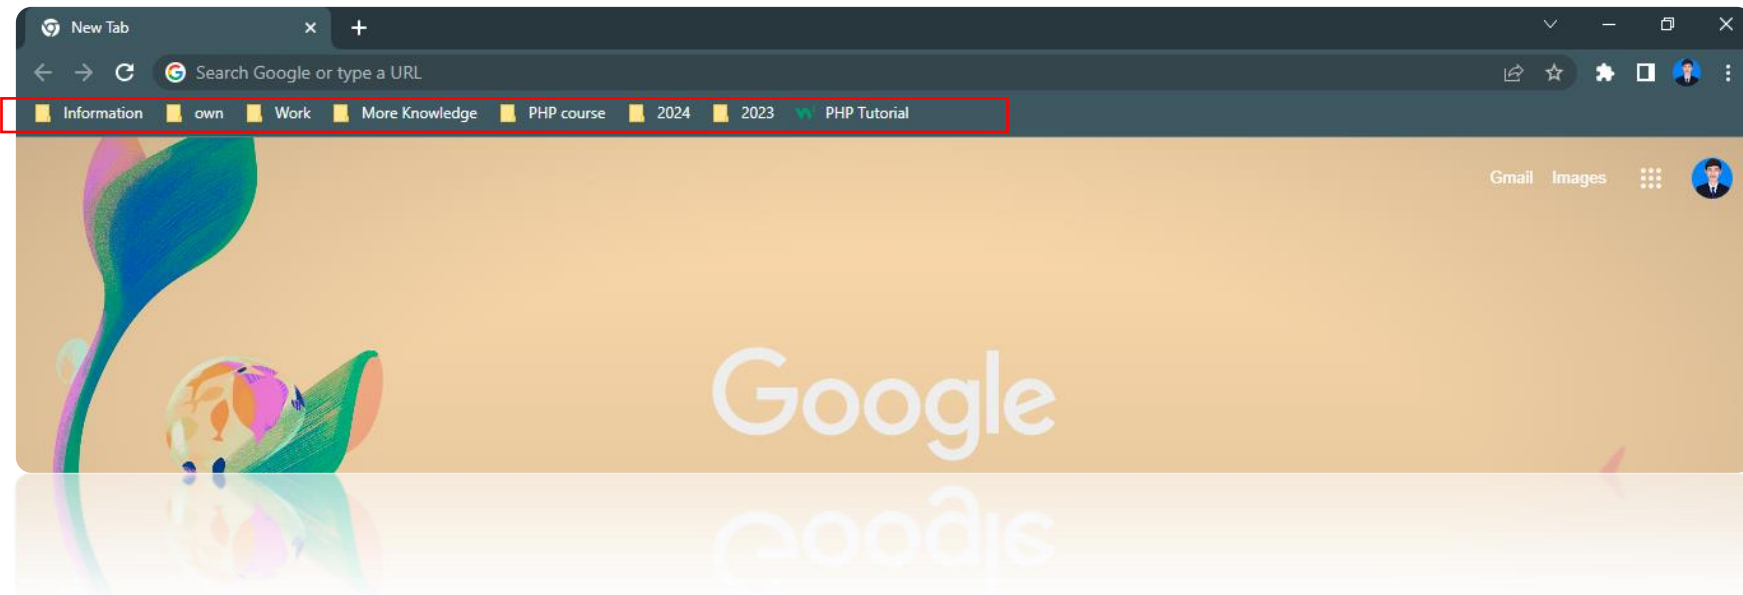 New Tab
Search Google or type a URL
Information own Work More Knowledge PHP course 2024 2023 PHP Tutorial
Gmail Images
Google